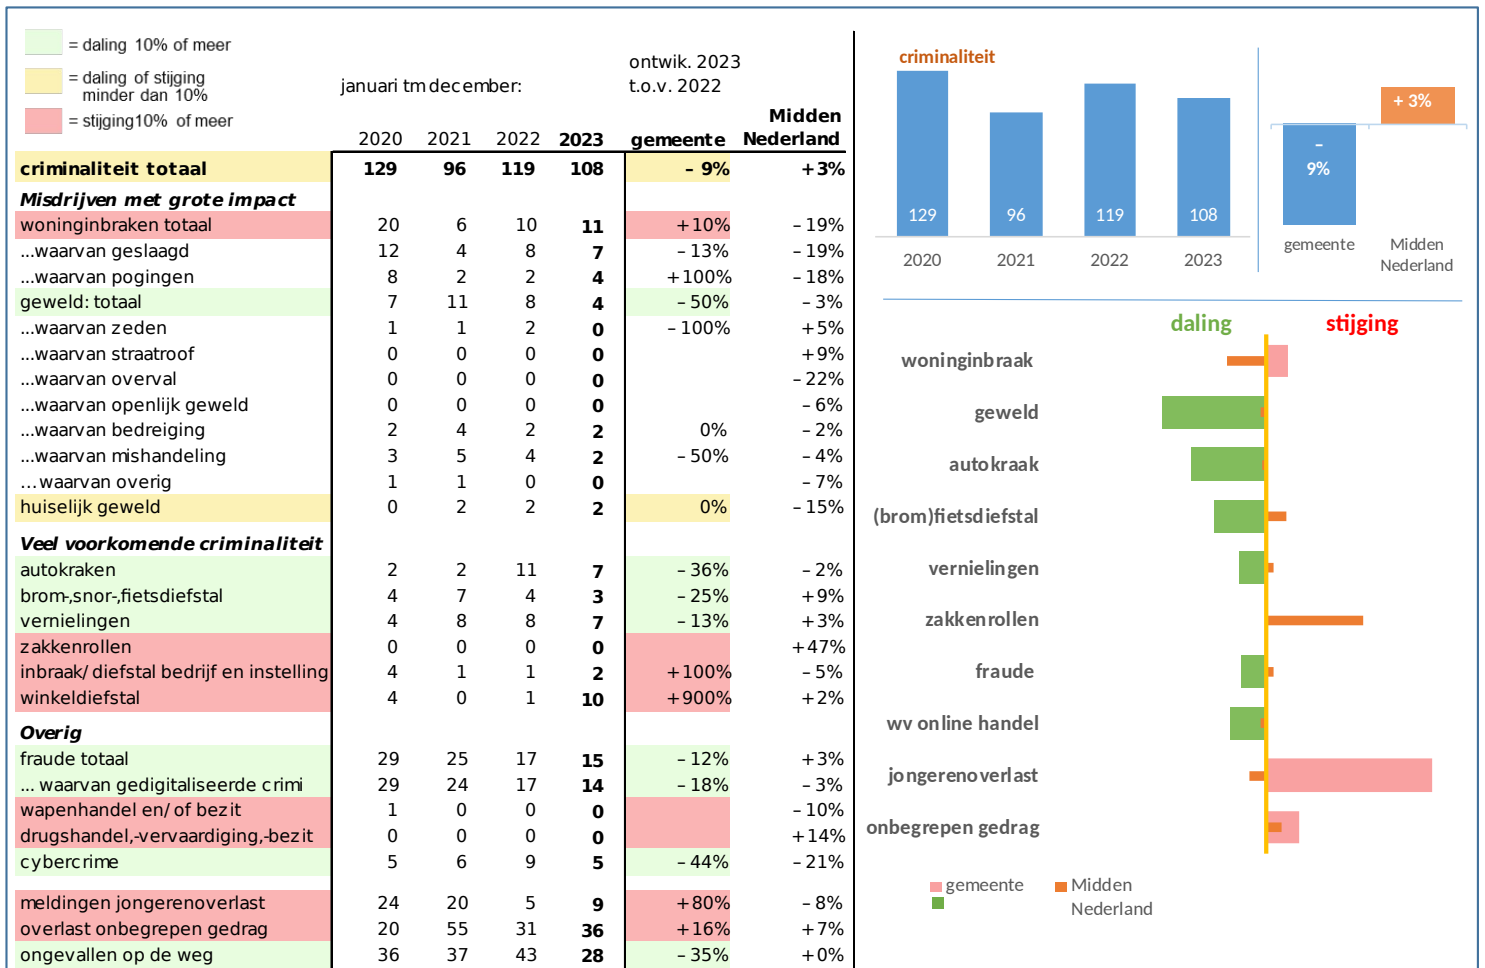 = daling 10% of meer
= daling of stijging
minder dan 10%
= stijging10% of meer
januari tm december:
ontwik. 2023
t.o.v. 2022
2020 2021 2022 2023 gemeente Midden Nederland
criminaliteit totaal 129 96 119 108 – 9% +3%
Misdrijven met grote impact
woninginbraken totaal 20 6 10 11 +10% – 19%
...waarvan geslaagd 12 4 8 7 – 13% – 19%
...waarvan pogingen 8 2 2 4 +100% – 18%
geweld: totaal 7 11 8 4 – 50% – 3%
...waarvan zeden 1 1 2 0 – 100% +5%
...waarvan straatroof 0 0 0 0 +9%
...waarvan overval 0 0 0 0 – 22%
...waarvan openlijk geweld 0 0 0 0 – 6%
...waarvan bedreiging 2 4 2 2 0% – 2%
...waarvan mishandeling 3 5 4 2 – 50% – 4%
...waarvan overig 1 1 0 0 – 7%
huiselijk geweld 0 2 2 2 0% – 15%
Veel voorkomende criminaliteit
autokraken 2 2 11 7 – 36% – 2%
brom-,snor-,fietsdiefstal 4 7 4 3 – 25% +9%
vernielingen 4 8 8 7 – 13% +3%
zakkenrollen 0 0 0 0 +47%
inbraak/ diefstal bedrijf en instelling 4 1 1 2 +100% – 5%
winkeldiefstal 4 0 1 10 +900% +2%
Overig
fraude totaal 29 25 17 15 – 12% +3%
... waarvan gedigitaliseerde crimi 29 24 17 14 – 18% – 3%
wapenhandel en/ of bezit 1 0 0 0 – 10%
drugshandel,-vervaardiging,-bezit 0 0 0 0 +14%
cybercrime 5 6 9 5 – 44% – 21%
meldingen jongerenoverlast 24 20 5 9 +80% – 8%
overlast onbegrepen gedrag 20 55 31 36 +16% +7%
ongevallen op de weg 36 37 43 28 – 35% +0%
criminaliteit
129 96 119 108
2020 2021 2022 2023
+ 3%
–
9%
gemeente Midden
Nederland
daling stijging
woninginbraak
geweld
autokraak
(brom)fietsdiefstal
vernielingen
zakkenrollen
fraude
wv online handel
jongerenoverlast
onbegrepen gedrag
gemeente Midden
Nederland